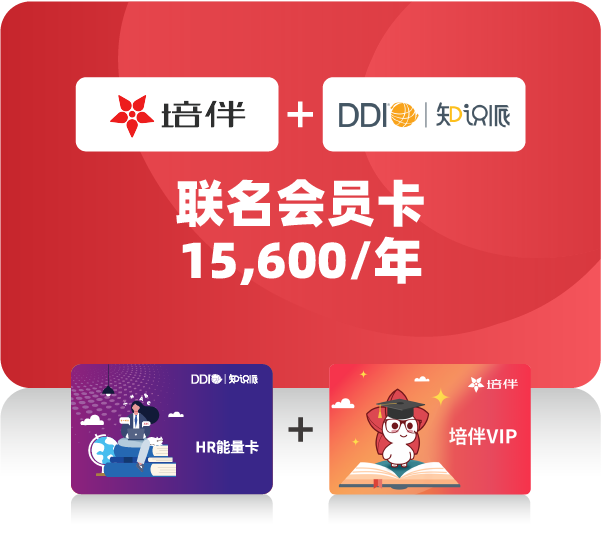 培伴 + DDI 知识派
联名会员卡
15,600/年
DDI 知识派
HR能量卡
+
培伴
培伴VIP